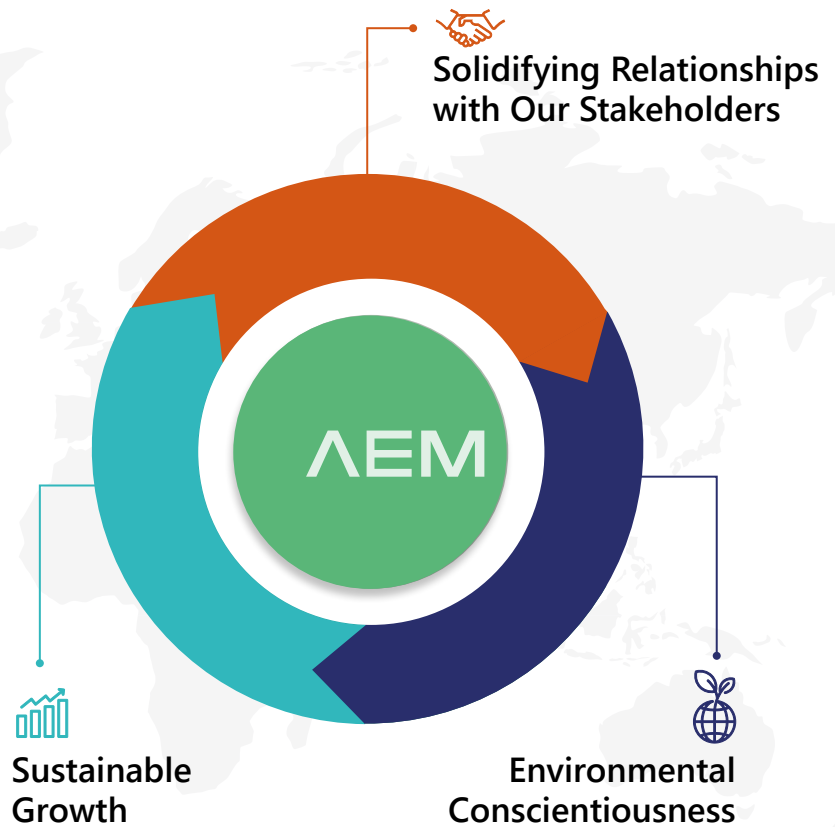 Solidifying Relationships
with Our Stakeholders
AEM
Sustainable
Growth
Environmental
Conscientiousness